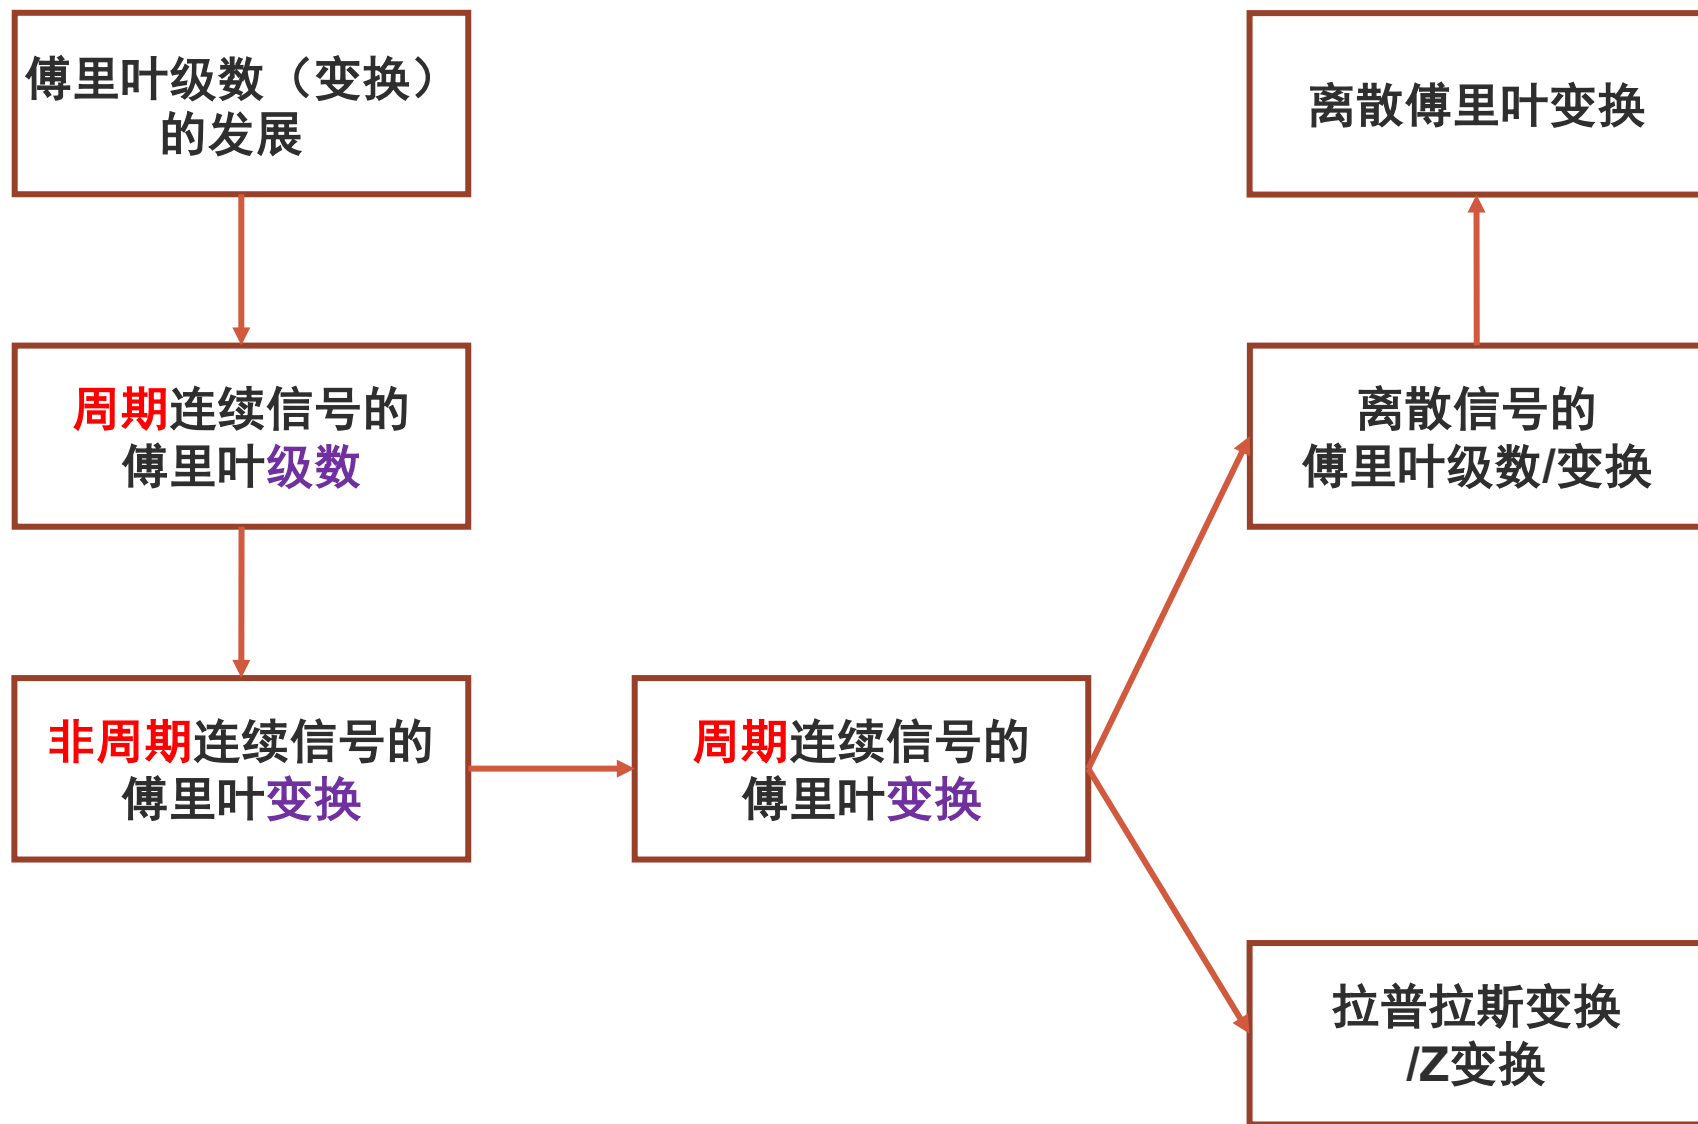 傅里叶级数（变换）
的发展
周期连续信号的
傅里叶级数
非周期连续信号的
傅里叶变换
周期连续信号的
傅里叶变换
离散傅里叶变换
离散信号的
傅里叶级数/变换
拉普拉斯变换
/Z变换